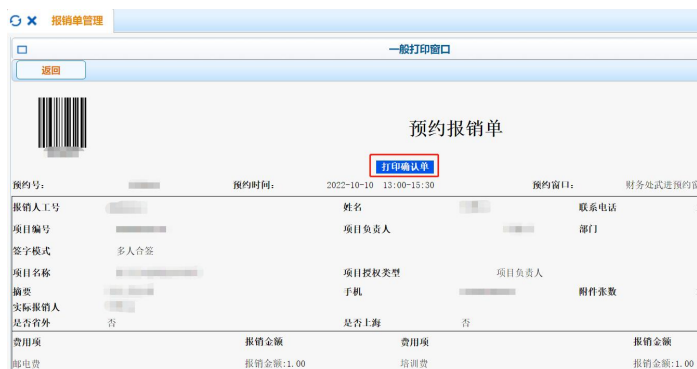 报销单管理
一般打印窗口
返回
预约报销单
打印确认单
预约号: 预约时间: 2022-10-10 13:00-15:30 预约窗口: 财务处武进预约窗
报销人工号 姓名 联系电话
项目编号 项目负责人 部门
签字模式 多人合签
项目名称 项目授权类型 项目负责人
摘要 手机 附件张数
实际报销人
是否省外 否 是否上海 否
费用项 报销金额 费用项 报销金额
邮电费 报销金额:1.00 培训费 报销金额:1.00